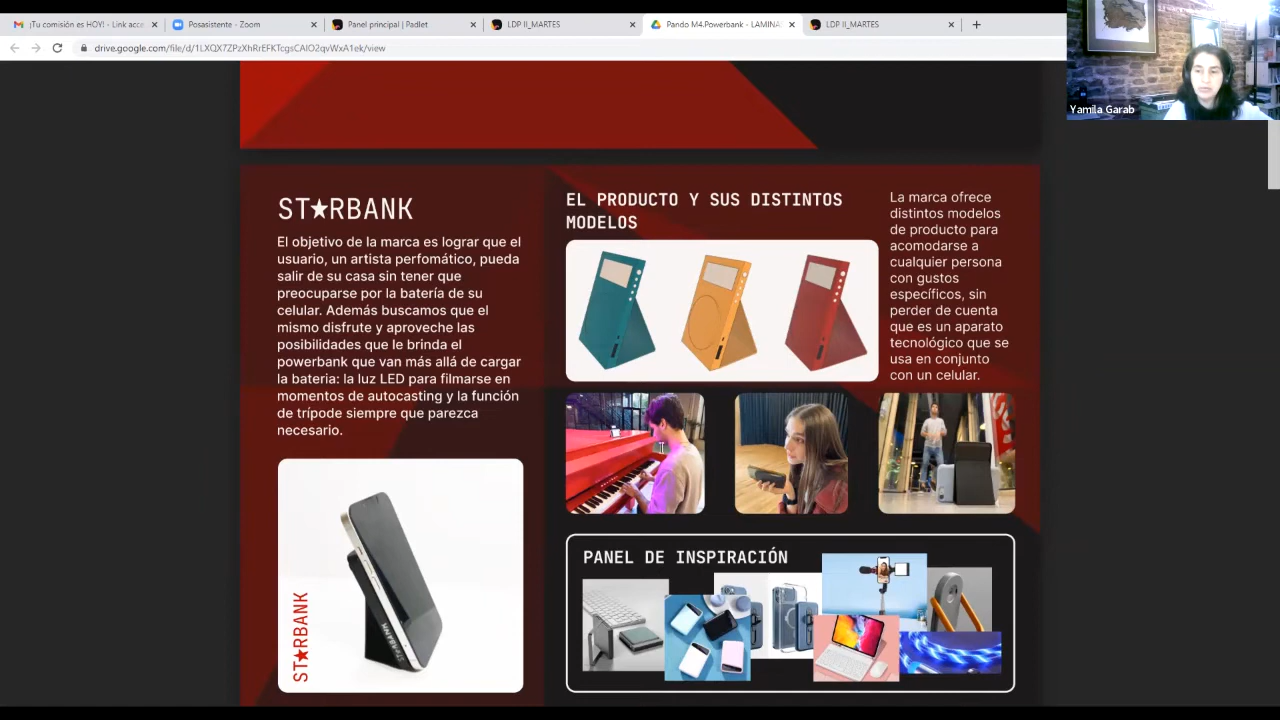 ¡Tu comisión es HOY! - Link acce
Posasistente - Zoom
Panel principal | Padlet
LDP II_MARTES
Pando M4.Powerbank - LAMINA
LDP II_MARTES
drive.google.com/file/d/1LXQX7ZPzXhRrEFKTcgsCAlO2qvWxA1ek/view
Yamila Garab
ST★RBANK
El objetivo de la marca es lograr que el
usuario, un artista perfomático, pueda
salir de su casa sin tener que
preocuparse por la batería de su
celular. Además buscamos que el
mismo disfrute y aproveche las
posibilidades que le brinda el
powerbank que van más allá de cargar
la bateria: la luz LED para filmarse en
momentos de autocasting y la función
de trípode siempre que parezca
necesario.
ST★RBANK
STARBANK
EL PRODUCTO Y SUS DISTINTOS
MODELOS
La marca ofrece
distintos modelos
de producto para
acomodarse a
cualquier persona
con gustos
específicos, sin
perder de cuenta
que es un aparato
tecnológico que se
usa en conjunto
con un celular.
PANEL DE INSPIRACIÓN